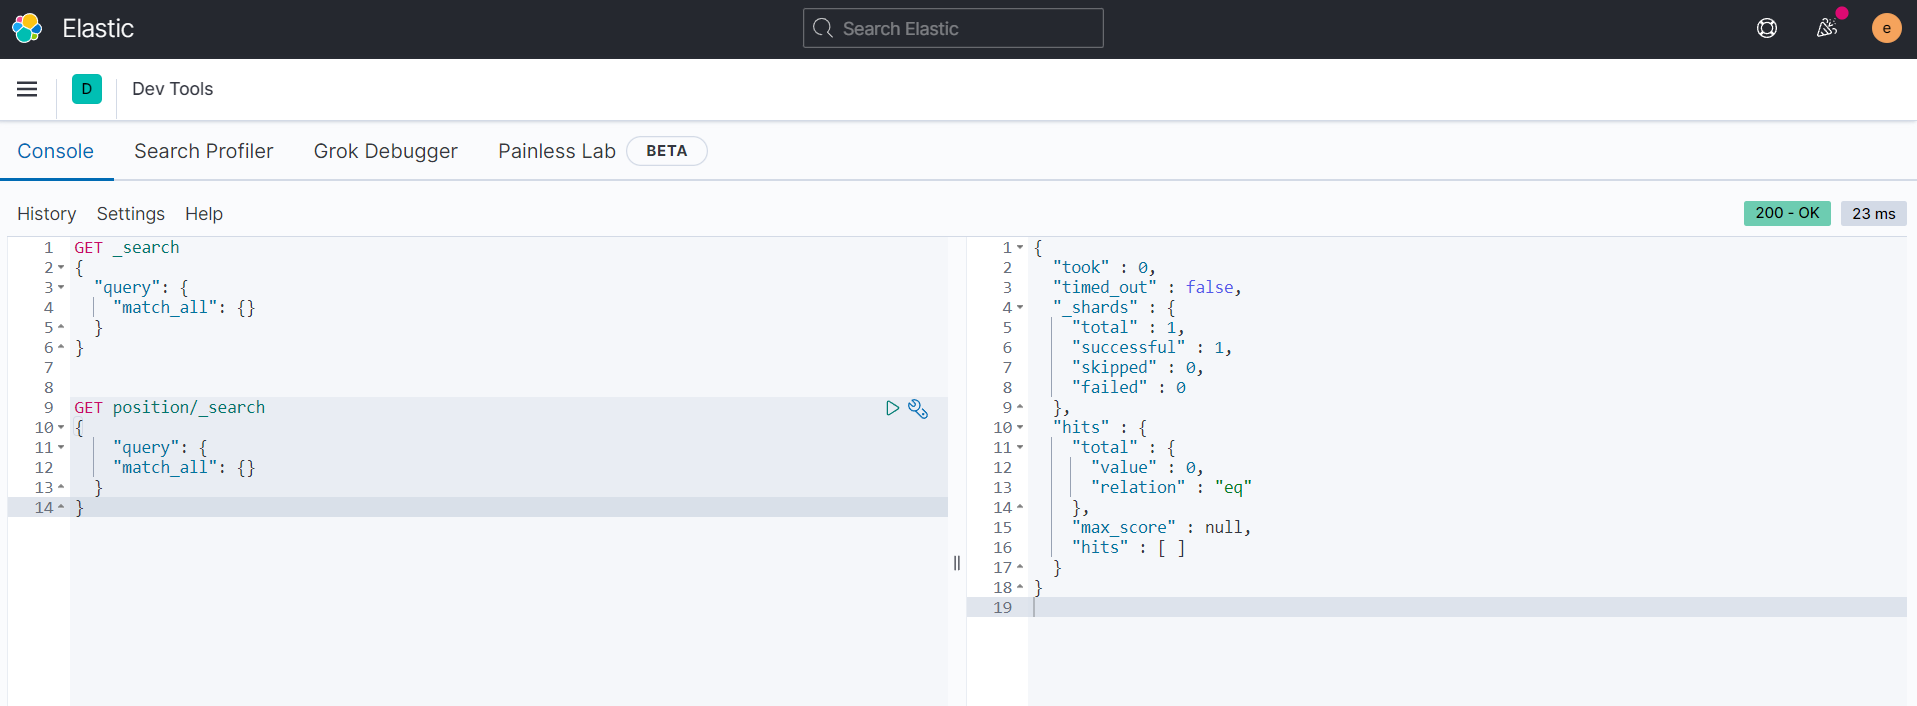 Elastic
Search Elastic
e
D
Dev Tools
Console
Search Profiler
Grok Debugger
Painless Lab
BETA
History
Settings
Help
200 - OK
23 ms
1 GET _search
2 {
3   "query": {
4     "match_all": {}
5   }
6 }
7
8
9 GET position/_search
10 {
11     "query": {
12     "match_all": {}
13   }
14 }
1 {
2   "took" : 0,
3   "timed_out" : false,
4   "_shards" : {
5     "total" : 1,
6     "successful" : 1,
7     "skipped" : 0,
8     "failed" : 0
9   },
10   "hits" : {
11     "total" : {
12       "value" : 0,
13       "relation" : "eq"
14     },
15     "max_score" : null,
16     "hits" : [ ]
17   }
18 }
19